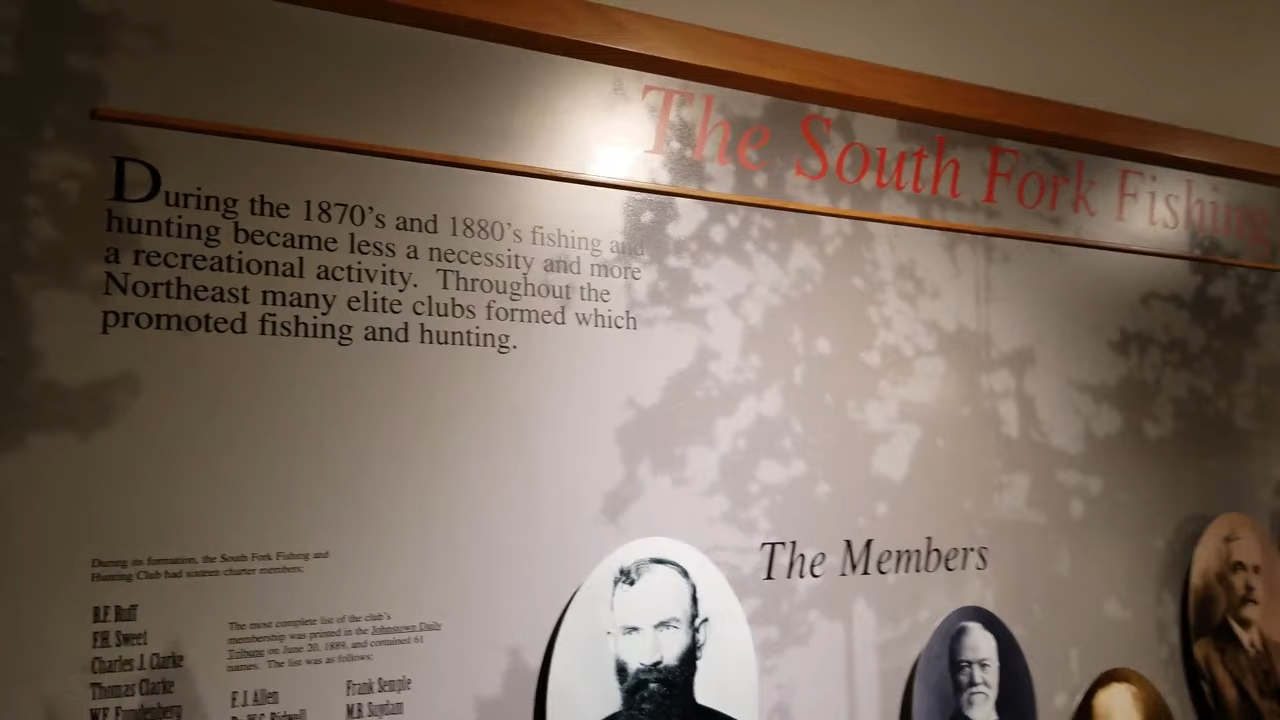 The South Fork Fishing
During the 1870's and 1880's fishing and
hunting became less a necessity and more
a recreational activity. Throughout the
Northeast many elite clubs formed which
promoted fishing and hunting.
The Members
During its formation, the South Fork Fishing and
Hunting Club had sixteen charter members:
B.F. Ruff
F.H. Sweet
Charles J. Clarke
Thomas Clarke
W.F. Fundenberg
The most complete list of the club's
membership was printed in the Johnstown Daily
Tribune on June 20, 1889, and contained 61
names. The list was as follows:
E.J. Allen
Frank Semple
M.B. Suydam